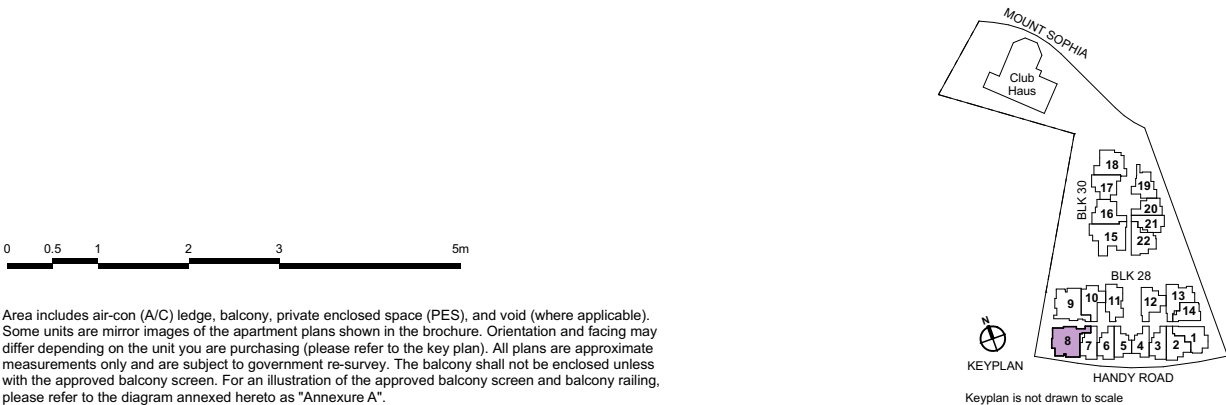 MOUNT SOPHIA
Club
Haus
18
17
19
BLK 30
20
16
21
15
22
BLK 28
9
10
11
12
13
14
N
8
7
6
5
4
3
2
1
KEYPLAN
HANDY ROAD
Keyplan is not drawn to scale
0 0.5 1 2 3 5m
Area includes air-con (A/C) ledge, balcony, private enclosed space (PES), and void (where applicable).
Some units are mirror images of the apartment plans shown in the brochure. Orientation and facing may
differ depending on the unit you are purchasing (please refer to the key plan). All plans are approximate
measurements only and are subject to government re-survey. The balcony shall not be enclosed unless
with the approved balcony screen. For an illustration of the approved balcony screen and balcony railing,
please refer to the diagram annexed hereto as "Annexure A".